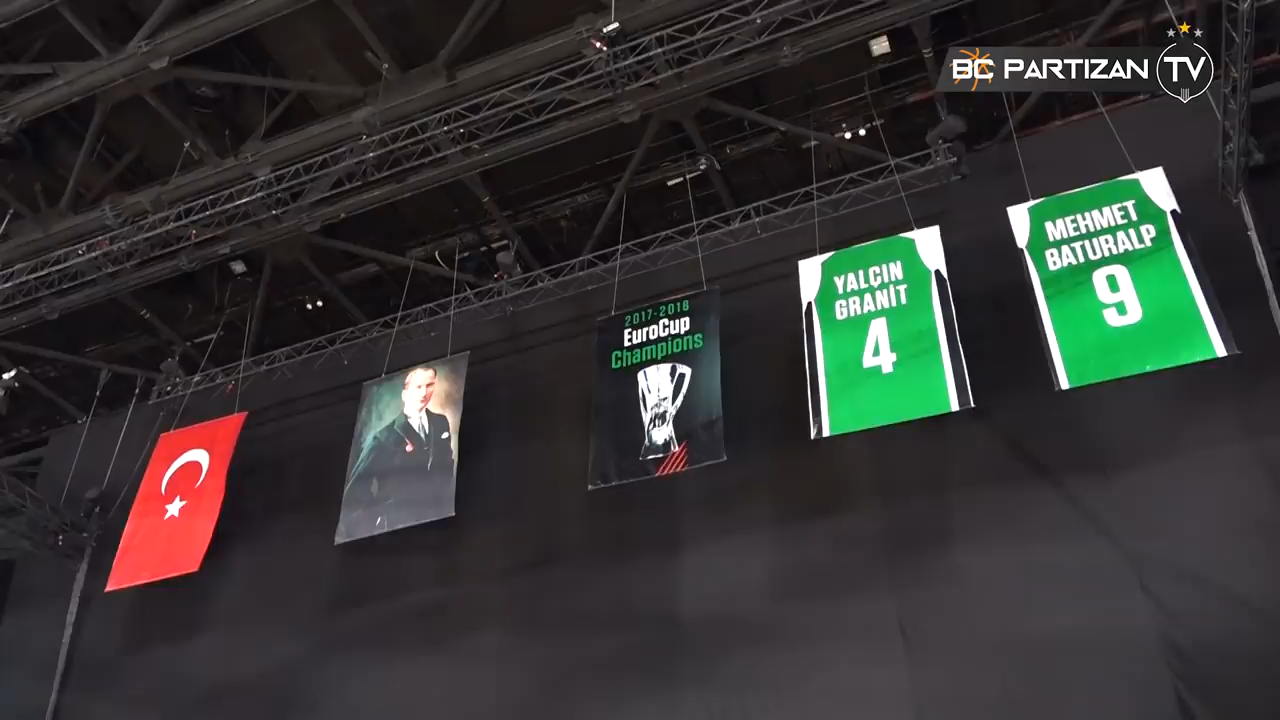 BC PARTIZAN TV
2017-2018
EuroCup
Champions
YALÇIN
GRANİT
4
MEHMET
BATURALP
9